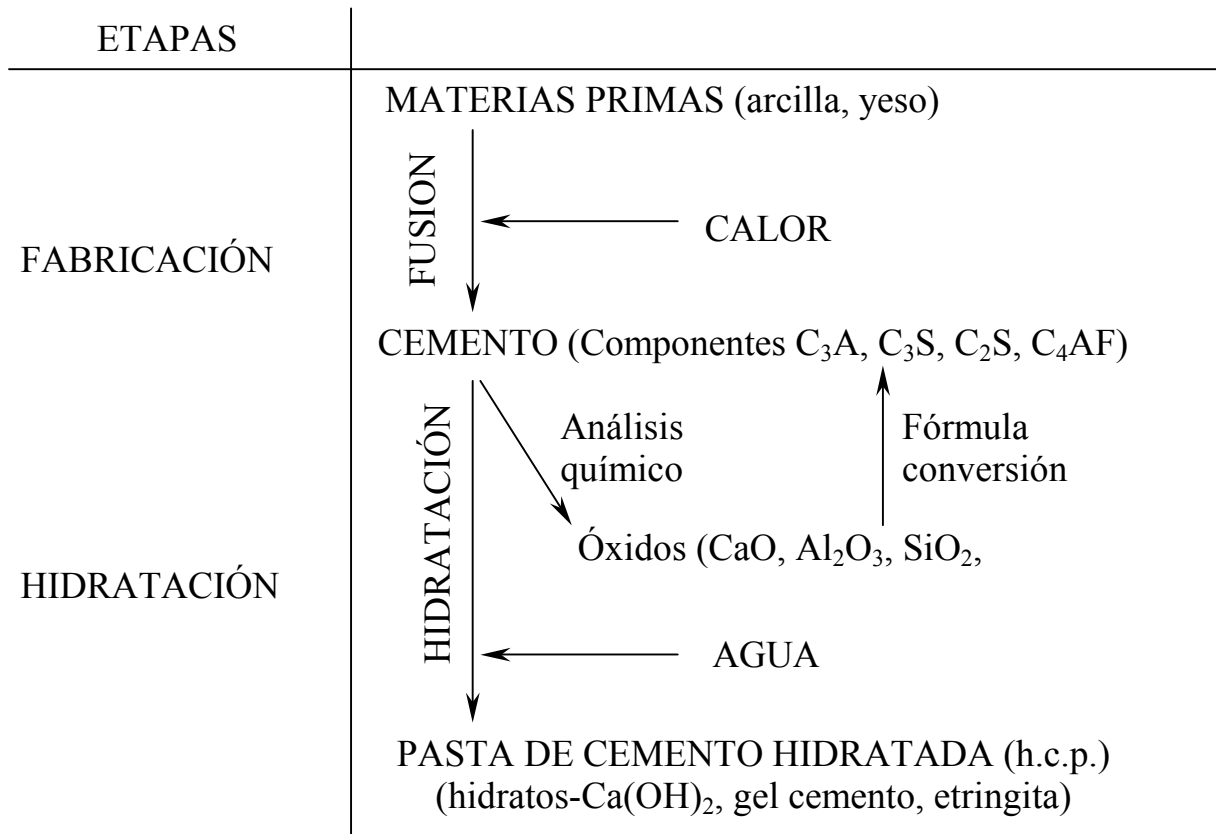 ETAPAS
MATERIAS PRIMAS (arcilla, yeso)
FUSION
CALOR
FABRICACIÓN
CEMENTO (Componentes C₃A, C₃S, C₂S, C₄AF)
HIDRATACIÓN
Análisis
químico
Fórmula
conversión
Óxidos (CaO, Al₂O₃, SiO₂,
HIDRATACIÓN
AGUA
PASTA DE CEMENTO HIDRATADA (h.c.p.)
(hidratos-Ca(OH)₂, gel cemento, etringita)